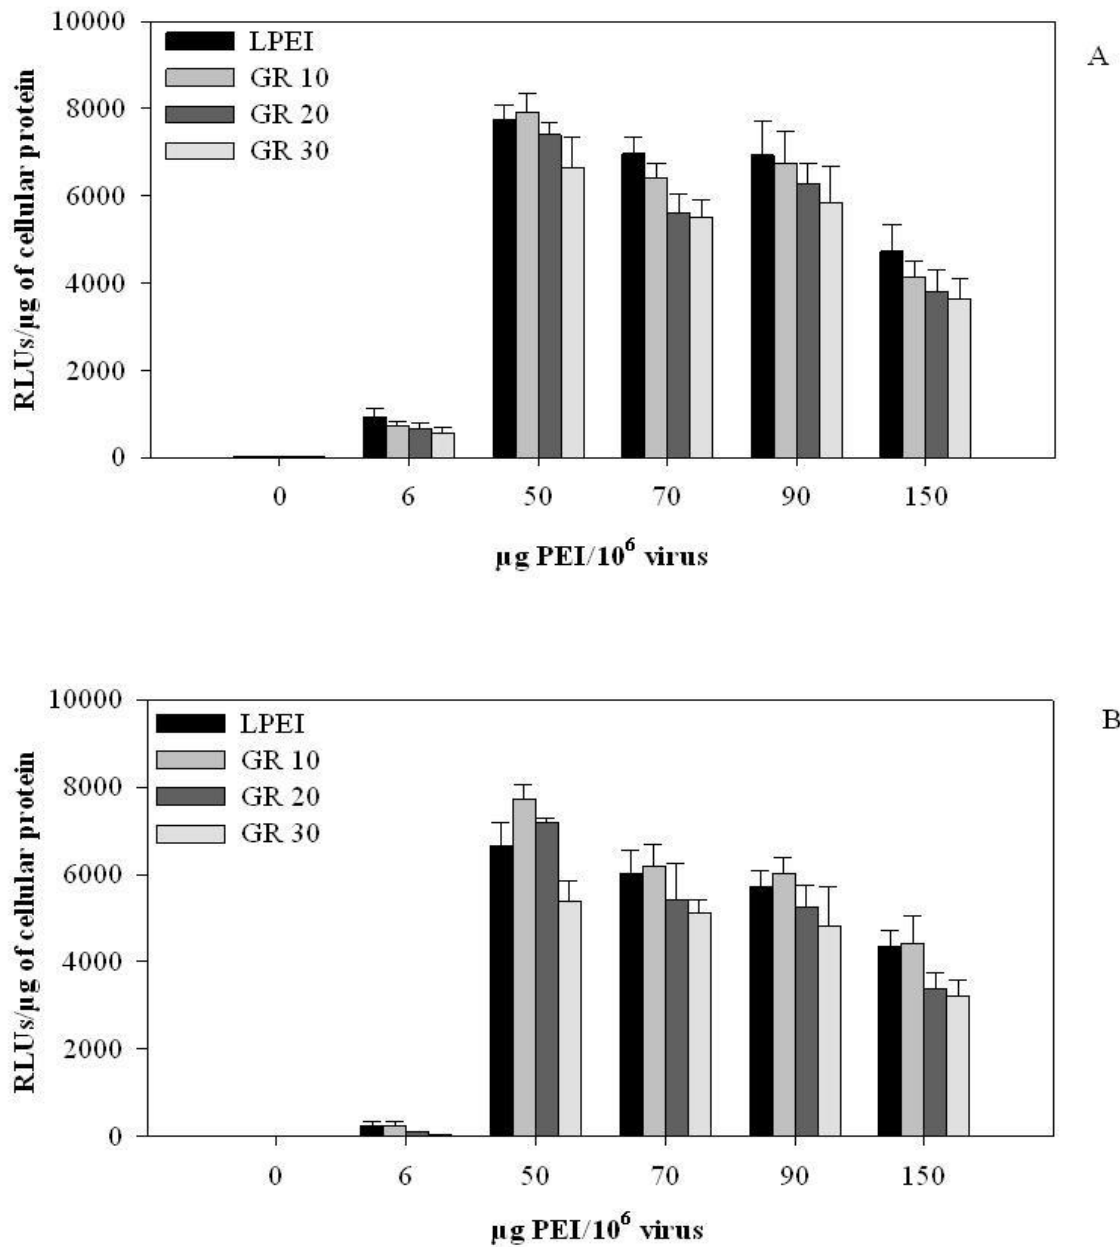 10000
A
LPEI
GR 10
8000
GR 20
GR 30
6000
4000
2000
0
RLUs/µg of cellular protein
0 6 50 70 90 150
µg PEI/10⁶ virus
10000
B
LPEI
GR 10
8000
GR 20
GR 30
6000
4000
2000
0
RLUs/µg of cellular protein
0 6 50 70 90 150
µg PEI/10⁶ virus